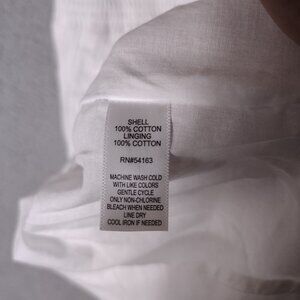 SHELL
100% COTTON
LINGING
100% COTTON
RN#54163
MACHINE WASH COLD
WITH LIKE COLORS
GENTLE CYCLE
ONLY NON-CHLORINE
BLEACH WHEN NEEDED
LINE DRY
COOL IRON IF NEEDED